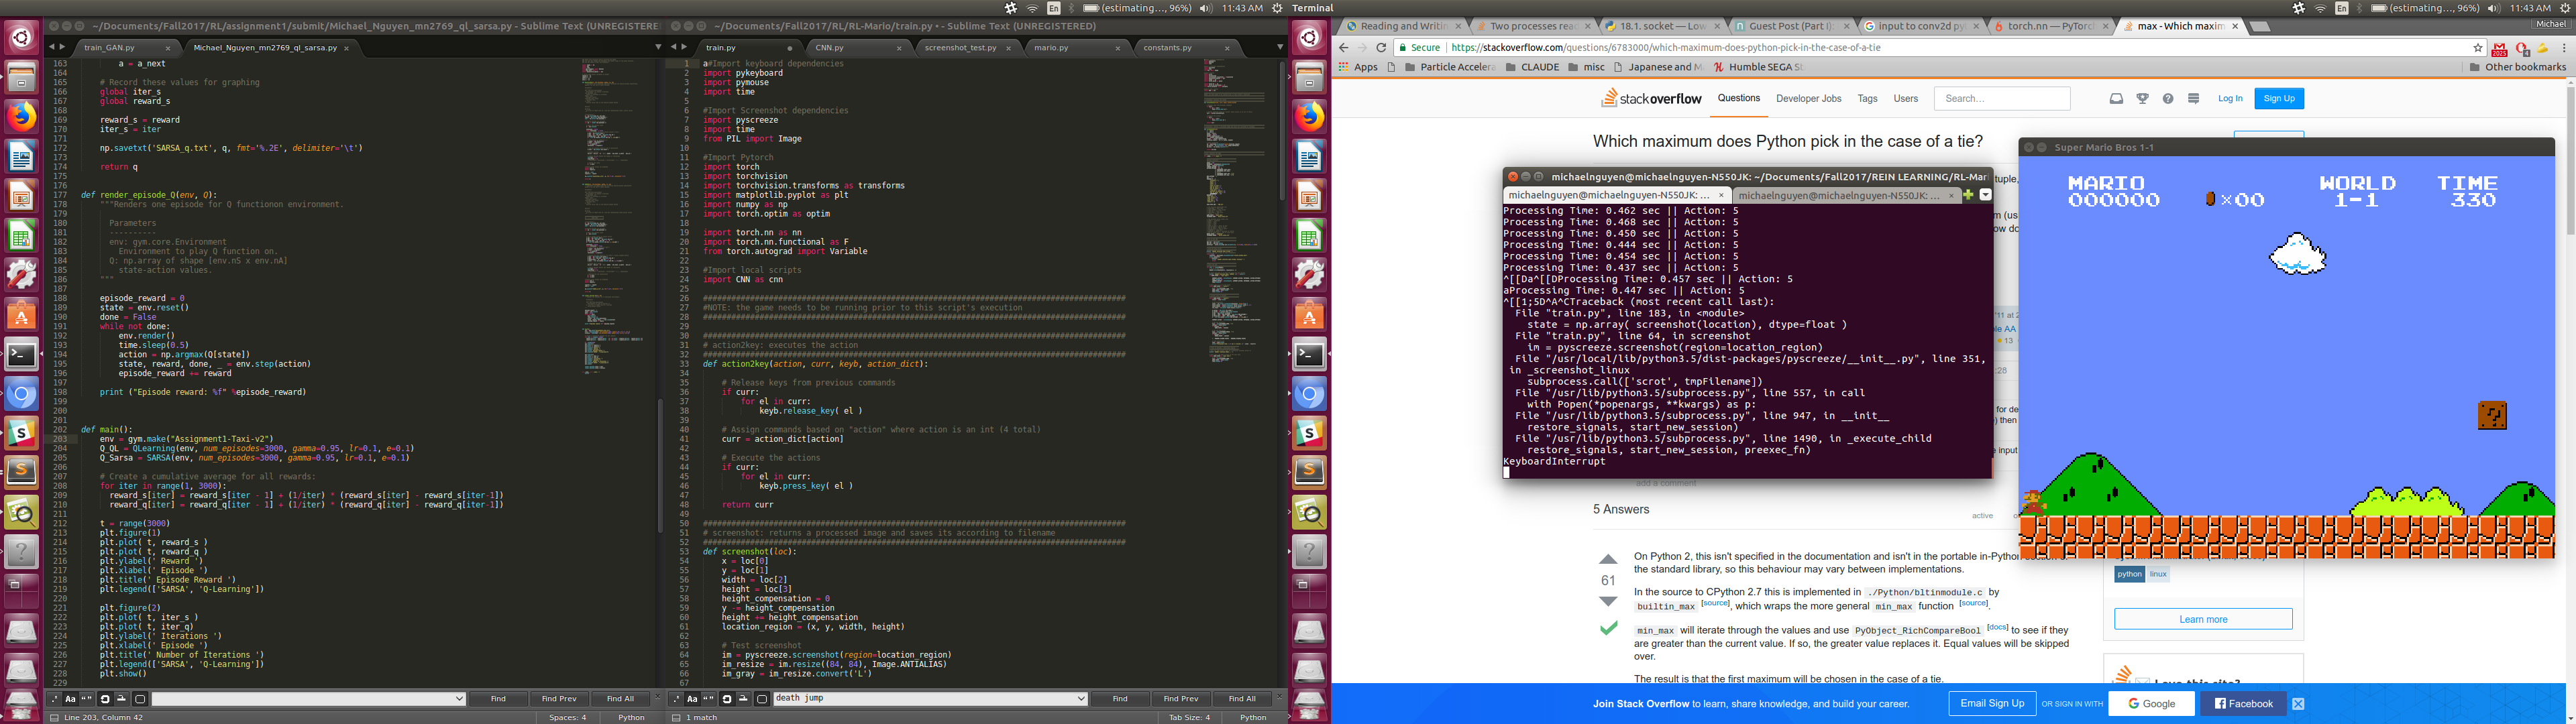 ~/Documents/Fall2017/RL/assignment1/submit/Michael_Nguyen_mn2769_ql_sarsa.py - Sublime Text (UNREGISTERED)
train_GAN.py
Michael_Nguyen_mn2769_ql_sarsa.py
163 a = a_next
164
165 # Record these values for graphing
166 global iter_s
167 global reward_s
168
169 reward_s = reward
170 iter_s = iter
171
172 np.savetxt('SARSA_q.txt', q, fmt='%.2E', delimiter='\t')
173
174 return q
175
176
177 def render_episode_Q(env, Q):
178 """Renders one episode for Q functionon environment.
179
180 Parameters
181 ----------
182 env: gym.core.Environment
183 Environment to play Q function on.
184 Q: np.array of shape [env.nS x env.nA]
185 state-action values.
186 """
187
188 episode_reward = 0
189 state = env.reset()
190 done = False
191 while not done:
192 env.render()
193 time.sleep(0.5)
194 action = np.argmax(Q[state])
195 state, reward, done, _ = env.step(action)
196 episode_reward += reward
197
198 print ("Episode reward: %f" %episode_reward)
199
200
201
202 def main():
203 env = gym.make("Assignment1-Taxi-v2")
204 Q_QL = QLearning(env, num_episodes=3000, gamma=0.95, lr=0.1, e=0.1)
205 Q_Sarsa = SARSA(env, num_episodes=3000, gamma=0.95, lr=0.1, e=0.1)
206
207 # Create a cumulative average for all rewards:
208 for iter in range(1, 3000):
209 reward_s[iter] = reward_s[iter - 1] + (1/iter) * (reward_s[iter] - reward_s[iter-1])
210 reward_q[iter] = reward_q[iter - 1] + (1/iter) * (reward_q[iter] - reward_q[iter-1])
211
212 t = range(3000)
213 plt.figure(1)
214 plt.plot( t, reward_s )
215 plt.plot( t, reward_q )
216 plt.ylabel(' Reward ')
217 plt.xlabel(' Episode ')
218 plt.title(' Episode Reward ')
219 plt.legend(['SARSA', 'Q-Learning'])
220
221 plt.figure(2)
222 plt.plot( t, iter_s )
223 plt.plot( t, iter_q)
224 plt.ylabel(' Iterations ')
225 plt.xlabel(' Episode ')
226 plt.title(' Number of Iterations ')
227 plt.legend(['SARSA', 'Q-Learning'])
228 plt.show()
229
Find
Find Prev
Find All
Line 203, Column 42
Spaces: 4
Python
En (estimating..., 96%) 11:43 AM
~/Documents/Fall2017/RL/RL-Mario/train.py • - Sublime Text (UNREGISTERED)
train.py
CNN.py
screenshot_test.py
mario.py
constants.py
1 a#Import keyboard dependencies
2 import pykeyboard
3 import pymouse
4 import time
5
6 #Import Screenshot dependencies
7 import pyscreeze
8 import time
9 from PIL import Image
10
11 #Import Pytorch
12 import torch
13 import torchvision
14 import torchvision.transforms as transforms
15 import matplotlib.pyplot as plt
16 import numpy as np
17 import torch.optim as optim
18
19 import torch.nn as nn
20 import torch.nn.functional as F
21 from torch.autograd import Variable
22
23 #Import local scripts
24 import CNN as cnn
25
26 ##########################################################################################
27 #NOTE: the game needs to be running prior to this script's execution
28 ##########################################################################################
29
30 ##########################################################################################
31 # action2key: executes the action
32 ##########################################################################################
33 def action2key(action, curr, keyb, action_dict):
34
35 # Release keys from previous commands
36 if curr:
37 for el in curr:
38 keyb.release_key( el )
39
40 # Assign commands based on "action" where action is an int (4 total)
41 curr = action_dict[action]
42
43 # Execute the actions
44 if curr:
45 for el in curr:
46 keyb.press_key( el )
47
48 return curr
49
50 ##########################################################################################
51 # screenshot: returns a processed image and saves its according to filename
52 ##########################################################################################
53 def screenshot(loc):
54 x = loc[0]
55 y = loc[1]
56 width = loc[2]
57 height = loc[3]
58 height_compensation = 0
59 y -= height_compensation
60 height += height_compensation
61 location_region = (x, y, width, height)
62
63 # Test screenshot
64 im = pyscreeze.screenshot(region=location_region)
65 im_resize = im.resize((84, 84), Image.ANTIALIAS)
66 im_gray = im_resize.convert('L')
67
death jump
Find
Find Prev
Find All
1 match
Tab Size: 4
Python
Terminal
En (estimating..., 96%) 11:43 AM
Reading and Writin
Two processes rea
18.1. socket — Low
Guest Post (Part I):
input to conv2d py
torch.nn — PyTorch
max - Which maxim
Michael
Secure https://stackoverflow.com/questions/6783000/which-maximum-does-python-pick-in-the-case-of-a-tie
Apps
Particle Accelera
CLAUDE
misc
Japanese and M
Humble SEGA S
Other bookmarks
stackoverflow
Questions
Developer Jobs
Tags
Users
Search...
Log In
Sign Up
Which maximum does Python pick in the case of a tie?
michaelnguyen@michaelnguyen-N550JK: ~/Documents/Fall2017/REIN LEARNING/RL-Mar
michaelnguyen@michaelnguyen-N550JK: ...
michaelnguyen@michaelnguyen-N550JK: ...
Processing Time: 0.462 sec || Action: 5
Processing Time: 0.468 sec || Action: 5
Processing Time: 0.450 sec || Action: 5
Processing Time: 0.444 sec || Action: 5
Processing Time: 0.454 sec || Action: 5
Processing Time: 0.437 sec || Action: 5
^[[Da^[[DProcessing Time: 0.457 sec || Action: 5
aProcessing Time: 0.447 sec || Action: 5
^[[1;5D^A^CTraceback (most recent call last):
File "train.py", line 183, in <module>
state = np.array( screenshot(location), dtype=float )
File "train.py", line 64, in screenshot
im = pyscreeze.screenshot(region=location_region)
File "/usr/local/lib/python3.5/dist-packages/pyscreeze/__init__.py", line 351,
in _screenshot_linux
subprocess.call(['scrot', tmpFilename])
File "/usr/lib/python3.5/subprocess.py", line 557, in call
with Popen(*popenargs, **kwargs) as p:
File "/usr/lib/python3.5/subprocess.py", line 947, in __init__
restore_signals, start_new_session)
File "/usr/lib/python3.5/subprocess.py", line 1490, in _execute_child
restore_signals, start_new_session, preexec_fn)
KeyboardInterrupt
add a comment
Super Mario Bros 1-1
MARIO
000000
×00
WORLD
1-1
TIME
330
5 Answers
active
61
On Python 2, this isn't specified in the documentation and isn't in the portable in-Python
the standard library, so this behaviour may vary between implementations.
In the source to CPython 2.7 this is implemented in ./Python/bltinmodule.c by
builtin_max [source], which wraps the more general min_max function [source].
min_max will iterate through the values and use PyObject_RichCompareBool [docs] to see if they
are greater than the current value. If so, the greater value replaces it. Equal values will be skipped
over.
The result is that the first maximum will be chosen in the case of a tie.
python
linux
Learn more
Join Stack Overflow to learn, share knowledge, and build your career.
Email Sign Up
OR SIGN IN WITH
Google
Facebook